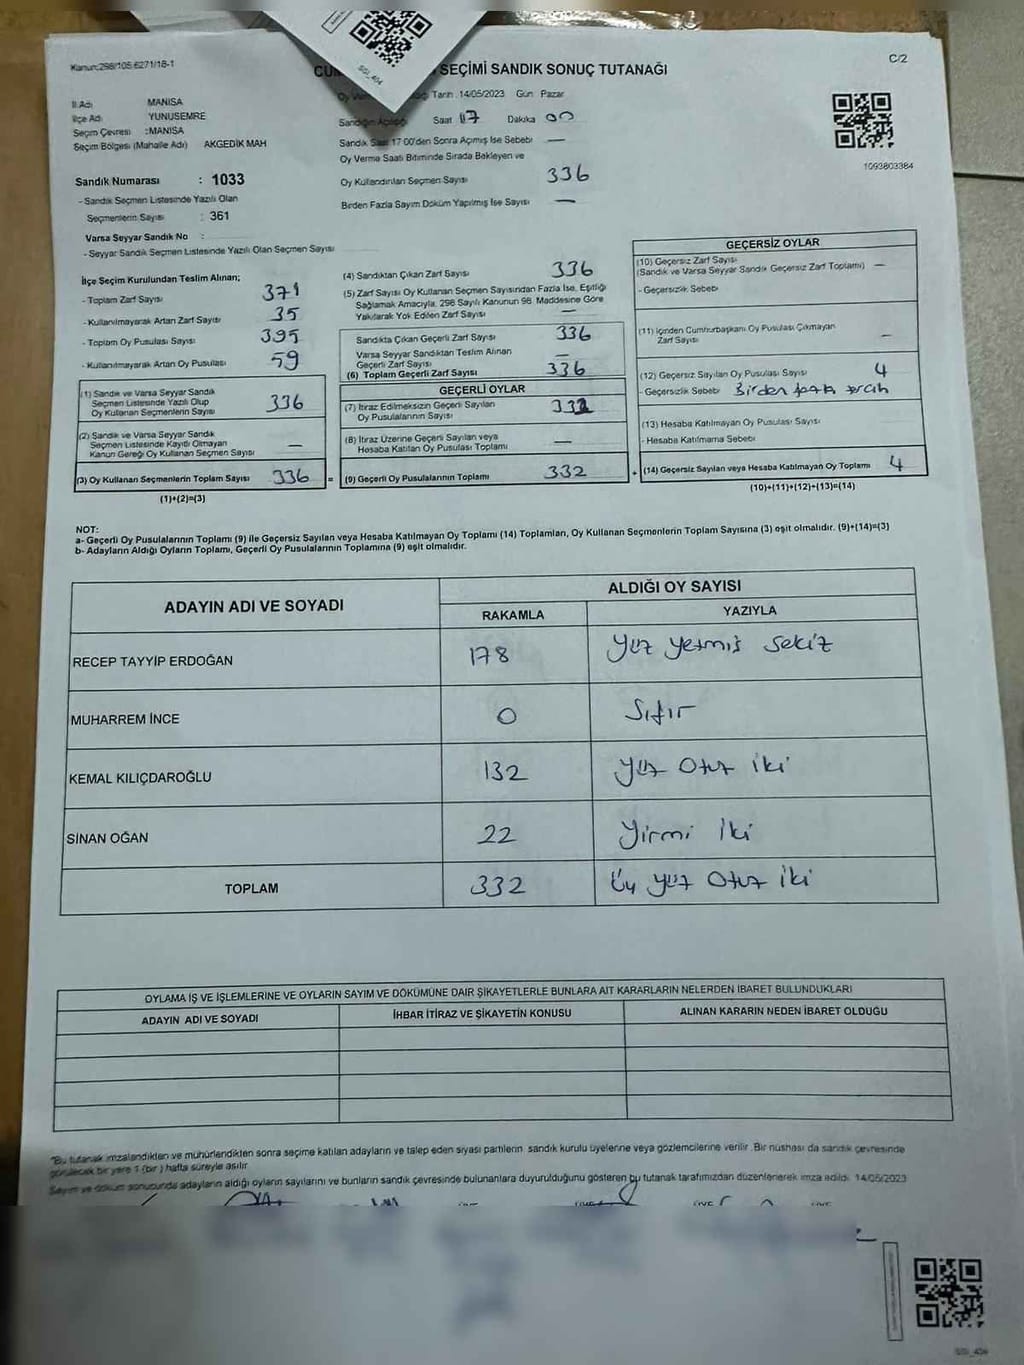 Kanun:298/105 6271/18-1
C/2
SEÇİMİ SANDIK SONUÇ TUTANAĞI
Tarih :14/05/2023 Gün Pazar
İl Adı MANİSA
İlçe Adı YUNUSEMRE
Seçim Çevresi :MANİSA
Seçim Bölgesi (Mahalle Adı) AKGEDİK MAH
Sandığın Açıldığı Saat 17 Dakika 00
Sandık Saat 17:00'den Sonra Açımış İse Sebebi —
Oy Verme Saati Bitiminde Sırada Bekleyen ve
Oy Kullandırılan Seçmen Sayısı 336
Birden Fazla Sayım Döküm Yapılmış İse Sayısı —
1093803384
Sandık Numarası : 1033
- Sandık Seçmen Listesinde Yazılı Olan
Seçmenlerin Sayısı : 361
Varsa Seyyar Sandık No :
- Seyyar Sandık Seçmen Listesinde Yazılı Olan Seçmen Sayısı
İlçe Seçim Kurulundan Teslim Alınan;
- Toplam Zarf Sayısı 371
- Kullanılmayarak Artan Zarf Sayısı 35
- Toplam Oy Pusulası Sayısı 395
- Kullanılmayarak Artan Oy Pusulası 59
(1) Sandık ve Varsa Seyyar Sandık
Seçmen Listesinde Yazılı Olup
Oy Kullanan Seçmenlerin Sayısı 336
(2) Sandık ve Varsa Seyyar Sandık
Seçmen Listesinde Kayıtlı Olmayan
Kanun Gereği Oy Kullanan Seçmen Sayısı —
(3) Oy Kullanan Seçmenlerin Toplam Sayısı 336 =
(1)+(2)=(3)
(4) Sandıktan Çıkan Zarf Sayısı 336
(5) Zarf Sayısı Oy Kullanan Seçmen Sayısından Fazla İse, Eşitliği
Sağlamak Amacıyla, 298 Sayılı Kanunun 98. Maddesine Göre
Yakılarak Yok Edilen Zarf Sayısı —
Sandıkta Çıkan Geçerli Zarf Sayısı 336
Varsa Seyyar Sandıktan Teslim Alınan
Geçerli Zarf Sayısı —
(6) Toplam Geçerli Zarf Sayısı 336
GEÇERLİ OYLAR
(7) İtiraz Edilmeksizin Geçerli Sayılan
Oy Pusulalarının Sayısı 332
(8) İtiraz Üzerine Geçerli Sayılan veya
Hesaba Katılan Oy Pusulası Toplamı —
(9) Geçerli Oy Pusulalarının Toplamı 332 +
GEÇERSİZ OYLAR
(10) Geçersiz Zarf Sayısı
(Sandık ve Varsa Seyyar Sandık Geçersiz Zarf Toplamı) —
- Geçersizlik Sebebi
(11) İçinden Cumhurbaşkanı Oy Pusulası Çıkmayan
Zarf Sayısı —
(12) Geçersiz Sayılan Oy Pusulası Sayısı 4
- Geçersizlik Sebebi Birden fazla tercih
(13) Hesaba Katılmayan Oy Pusulası Sayısı
- Hesaba Katılmama Sebebi
(14) Geçersiz Sayılan veya Hesaba Katılmayan Oy Toplamı 4
(10)+(11)+(12)+(13)=(14)
NOT:
a- Geçerli Oy Pusulalarının Toplamı (9) ile Geçersiz Sayılan veya Hesaba Katılmayan Oy Toplamı (14) Toplamları, Oy Kullanan Seçmenlerin Toplam Sayısına (3) eşit olmalıdır. (9)+(14)=(3)
b- Adayların Aldığı Oyların Toplamı, Geçerli Oy Pusulalarının Toplamına (9) eşit olmalıdır.
ADAYIN ADI VE SOYADI ALDIĞI OY SAYISI
RAKAMLA YAZIYLA
RECEP TAYYİP ERDOĞAN 178 Yüz yetmiş sekiz
MUHARREM İNCE 0 Sıfır
KEMAL KILIÇDAROĞLU 132 Yüz Otuz iki
SİNAN OĞAN 22 Yirmi İki
TOPLAM 332 Üç yüz Otuz iki
OYLAMA İŞ VE İŞLEMLERİNE VE OYLARIN SAYIM VE DÖKÜMÜNE DAİR ŞİKAYETLERLE BUNLARA AİT KARARLARIN NELERDEN İBARET BULUNDUKLARI
ADAYIN ADI VE SOYADI İHBAR İTİRAZ VE ŞİKAYETİN KONUSU ALINAN KARARIN NEDEN İBARET OLDUĞU
"Bu tutanak imzalandıktan ve mühürlendikten sonra seçime katılan adayların ve talep eden siyasi partilerin sandık kurulu üyelerine veya gözlemcilerine verilir. Bir nüshası da sandık çevresinde
görülecek bir yere 1 (bir) hafta süreyle asılır.
Sayım ve döküm sonucunda adayların aldığı oyların sayılarını ve bunların sandık çevresinde bulunanlara duyurulduğunu gösteren bu tutanak tarafımızdan düzenlenerek imza edildi. 14/05/2023